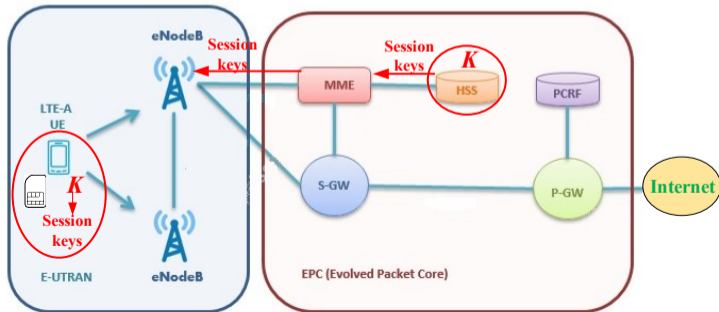 eNodeB
Session
keys
Session
keys
K
MME
HSS
PCRF
LTE-A
UE
K
Session
keys
S-GW
P-GW
Internet
eNodeB
E-UTRAN
EPC (Evolved Packet Core)